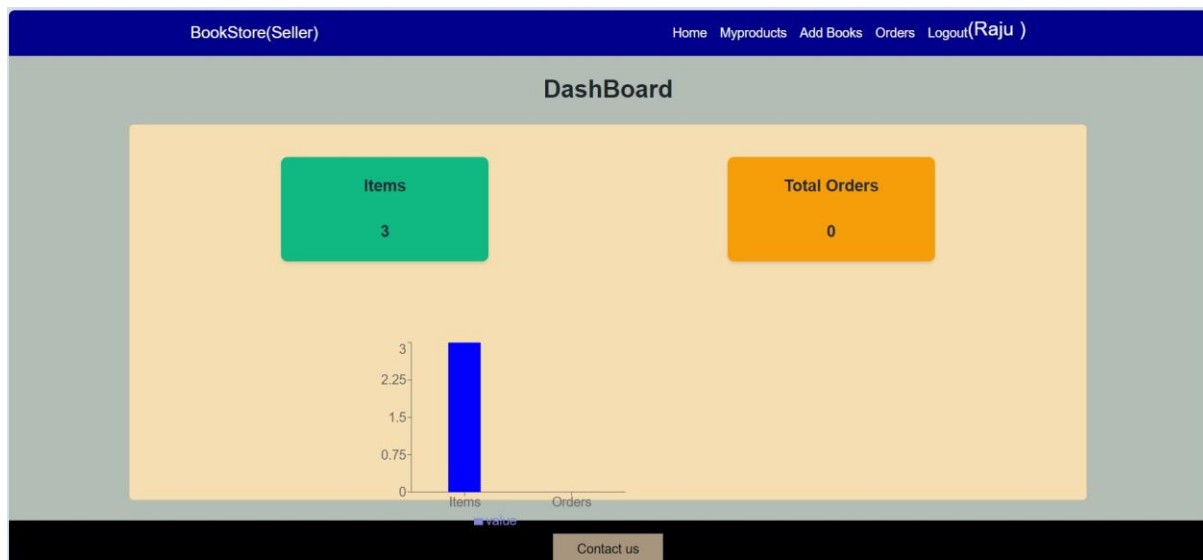 BookStore(Seller)
Home Myproducts Add Books Orders Logout(Raju )
DashBoard
Items
3
Total Orders
0
3
2.25
1.5
0.75
0
Items Orders
value
Contact us